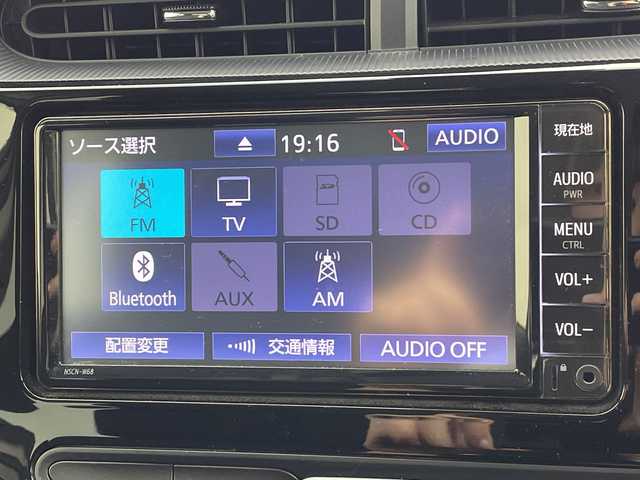 ソース選択 19:16 AUDIO
FM TV SD CD
Bluetooth AUX AM
配置変更 交通情報 AUDIO OFF
NSCN-W68
現在地
AUDIO
PWR
MENU
CTRL
VOL+
VOL-